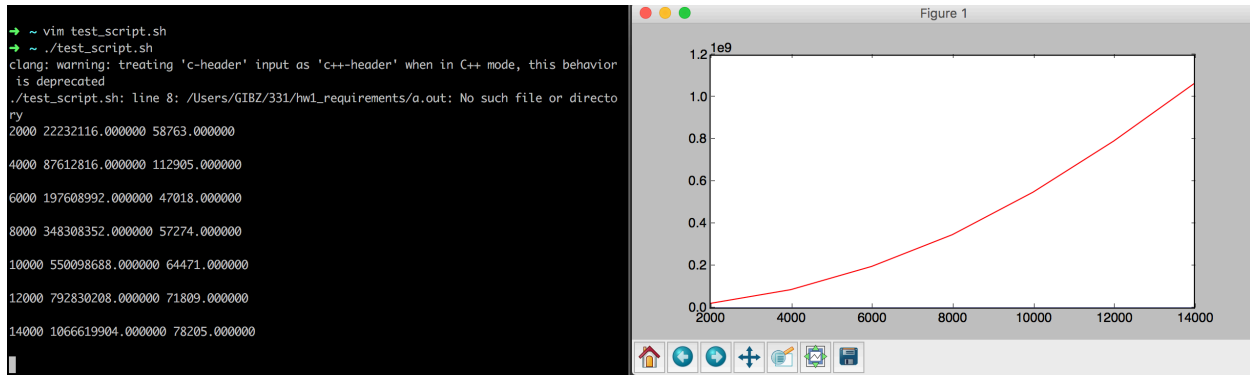 ➜ ~ vim test_script.sh
➜ ~ ./test_script.sh
clang: warning: treating 'c-header' input as 'c++-header' when in C++ mode, this behavior
is deprecated
./test_script.sh: line 8: /Users/GIBZ/331/hw1_requirements/a.out: No such file or directo
ry
2000 22232116.000000 58763.000000
4000 87612816.000000 112905.000000
6000 197608992.000000 47018.000000
8000 348308352.000000 57274.000000
10000 550098688.000000 64471.000000
12000 792830208.000000 71809.000000
14000 1066619904.000000 78205.000000
Figure 1
1e9
1.2
1.0
0.8
0.6
0.4
0.2
0.0
2000 4000 6000 8000 10000 12000 14000